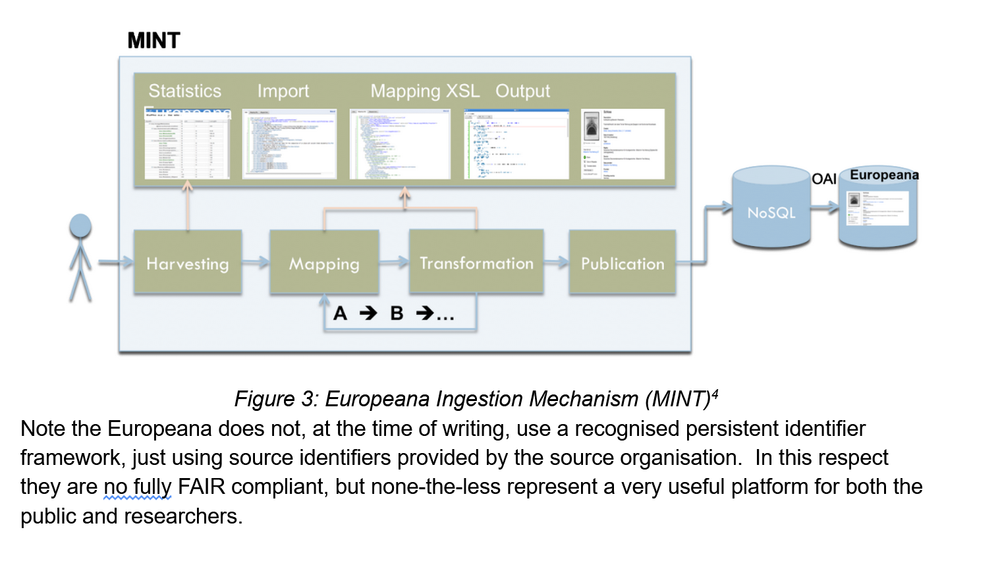 MINT
Statistics Import Mapping XSL Output
OAI Europeana
NoSQL
Harvesting Mapping Transformation Publication
A ➔ B ➔...
Figure 3: Europeana Ingestion Mechanism (MINT)4
Note the Europeana does not, at the time of writing, use a recognised persistent identifier
framework, just using source identifiers provided by the source organisation.  In this respect
they are no fully FAIR compliant, but none-the-less represent a very useful platform for both the
public and researchers.